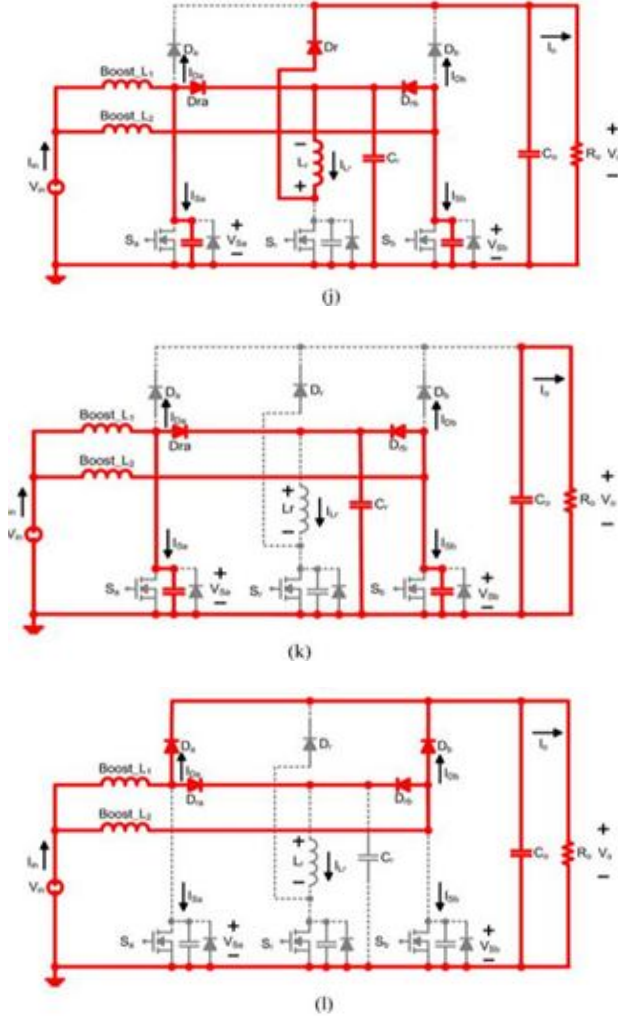 Da Dr Db Io
Boost_L1 IDa IDb
Dra Drb
Boost_L2
− + 
Iin Lr ILr Cr Co Ro Vo
Vin + −
ISa ISb
Sa + VSa − Sr Sb + VSb −
(j)
Da Dr Db Io
Boost_L1 IDa IDb
Dra Drb
Boost_L2
+ +
Lr ILr Cr Co Ro Vo
Vin − −
ISa ISb
Sa + VSa − Sr Sb + VSb −
(k)
Da Dr Db Io
Boost_L1 IDa IDb
Dra Drb
Boost_L2
+ +
Iin Lr ILr Cr Co Ro Vo
Vin − −
ISa ISb
Sa + VSa − Sr Sb + VSb −
(l)